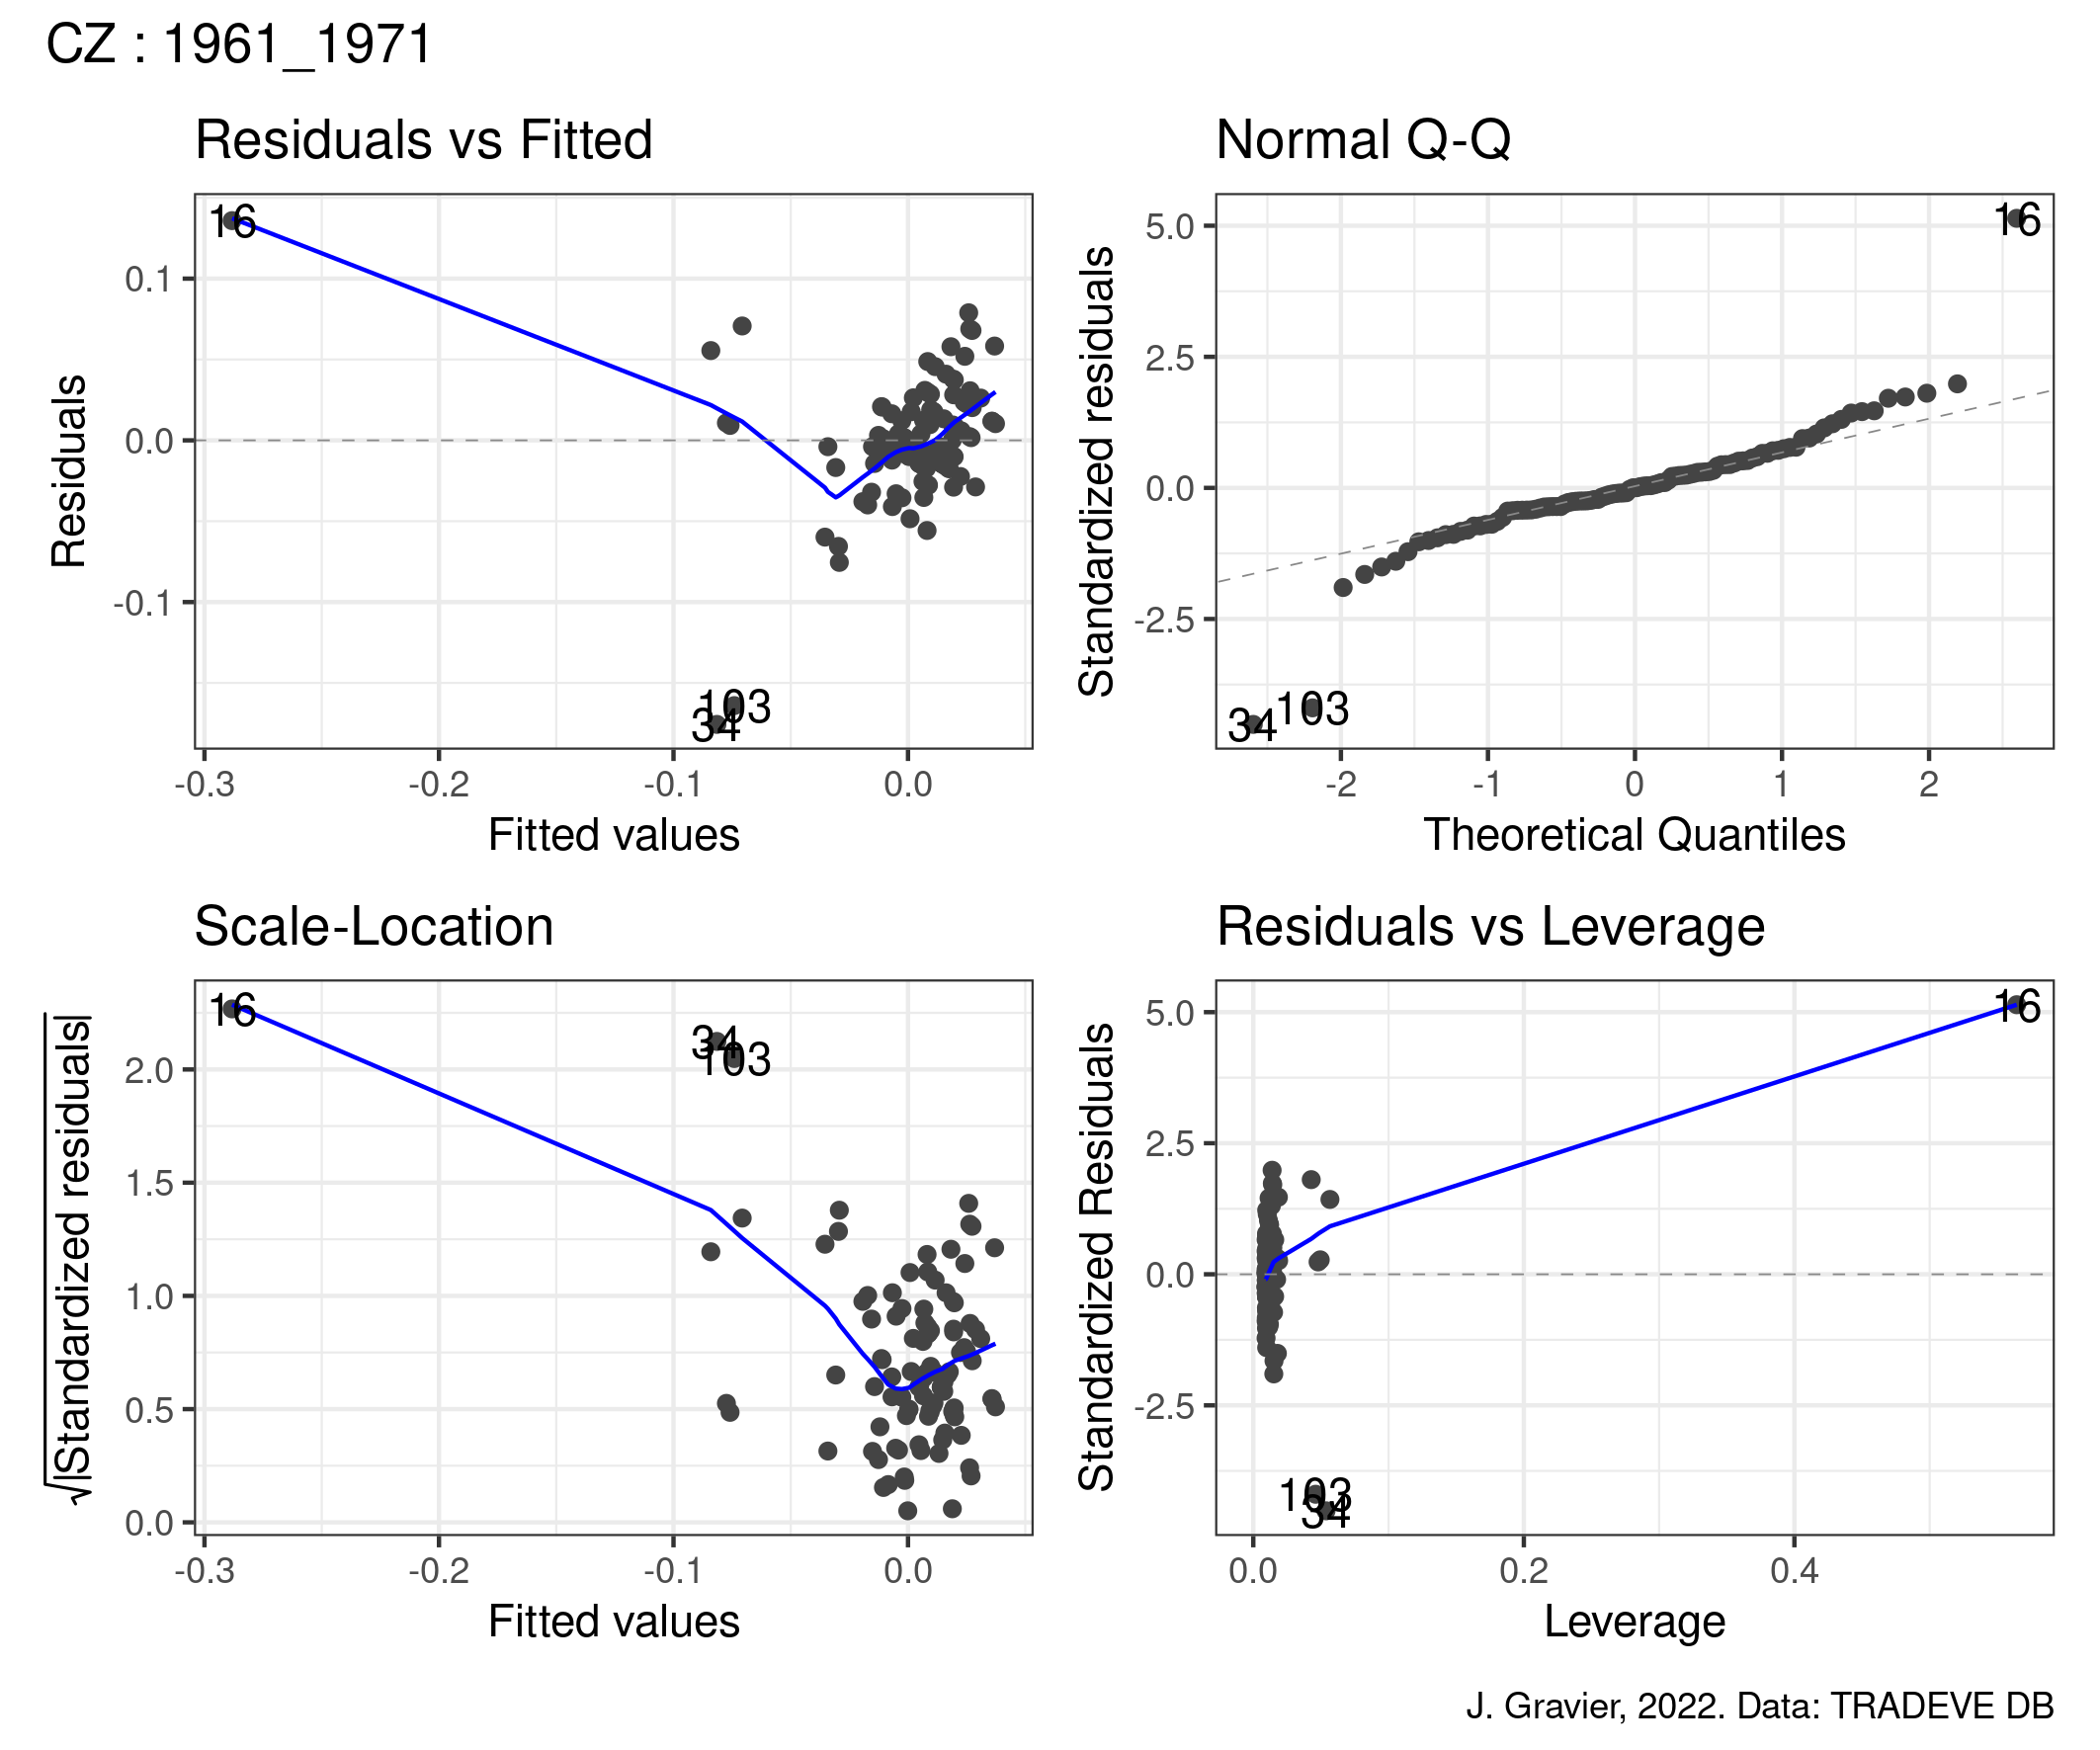 CZ : 1961_1971
Residuals vs Fitted
Residuals
0.1
0.0
-0.1
16
103
34
-0.3 -0.2 -0.1 0.0
Fitted values
Normal Q-Q
Standardized residuals
5.0
2.5
0.0
-2.5
16
34 103
-2 -1 0 1 2
Theoretical Quantiles
Scale-Location
√|Standardized residuals|
2.0
1.5
1.0
0.5
0.0
16
34
103
-0.3 -0.2 -0.1 0.0
Fitted values
Residuals vs Leverage
Standardized Residuals
5.0
2.5
0.0
-2.5
16
103
34
0.0 0.2 0.4
Leverage
J. Gravier, 2022. Data: TRADEVE DB